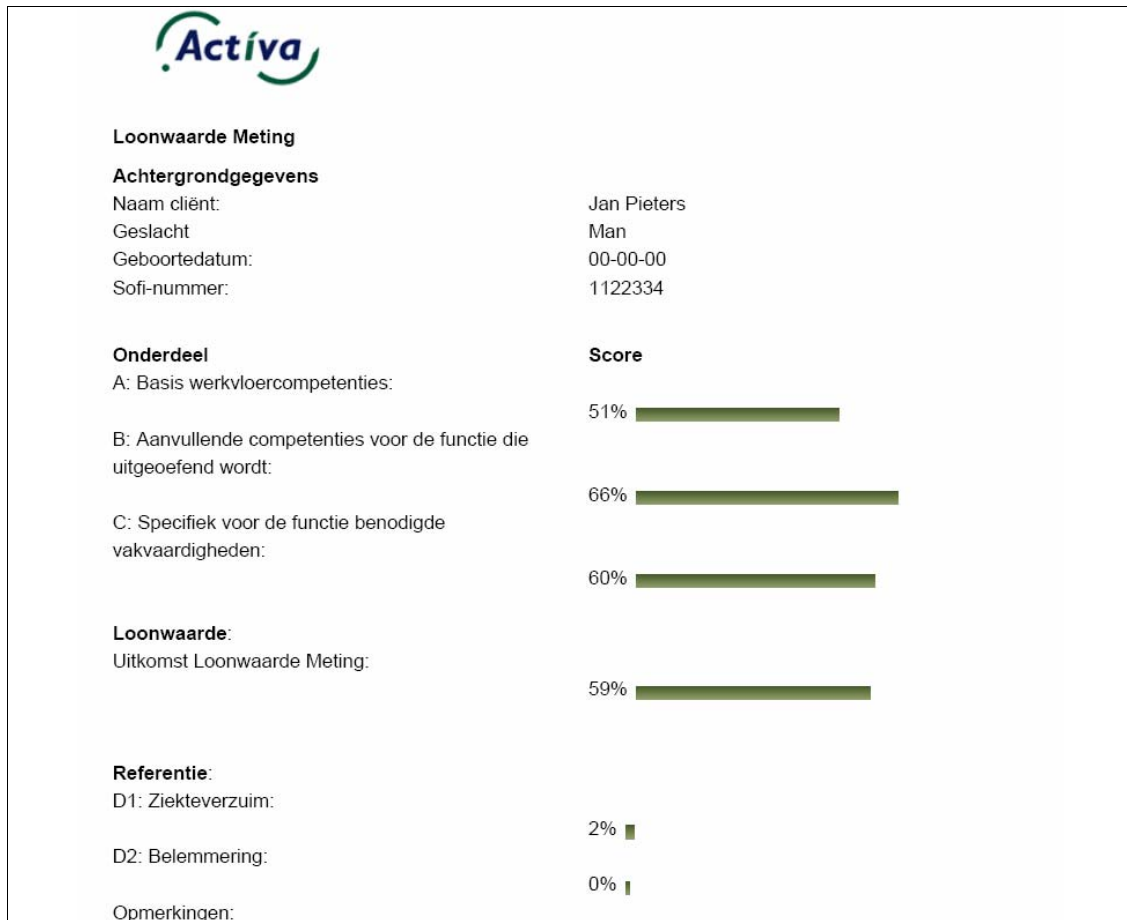 Activa
Loonwaarde Meting
Achtergrondgegevens
Naam cliënt: Jan Pieters
Geslacht Man
Geboortedatum: 00-00-00
Sofi-nummer: 1122334
Onderdeel Score
A: Basis werkvloercompetenties:
51%
B: Aanvullende competenties voor de functie die
uitgeoefend wordt:
66%
C: Specifiek voor de functie benodigde
vakvaardigheden:
60%
Loonwaarde:
Uitkomst Loonwaarde Meting:
59%
Referentie:
D1: Ziekteverzuim:
2%
D2: Belemmering:
0%
Opmerkingen: